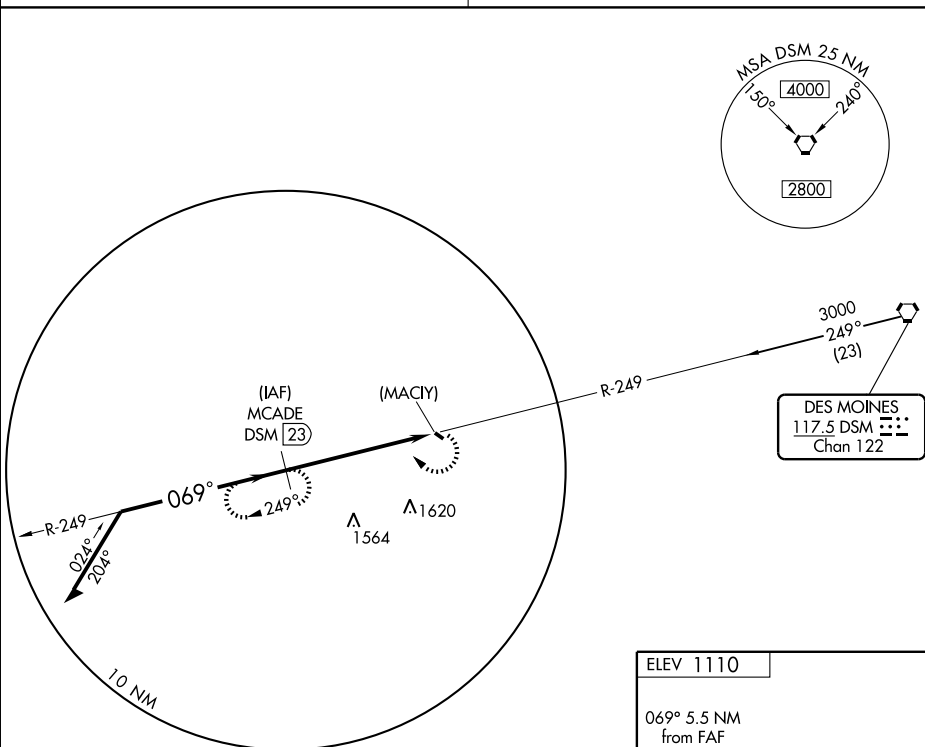 MSA DSM 25 NM
4000
150°
240°
2800
3000
249°
(23)
R-249
DES MOINES
117.5 DSM
Chan 122
(IAF)
MCADE
DSM 23
(MACIY)
069°
249°
R-249
024°
204°
1620
1564
10 NM
ELEV 1110
069° 5.5 NM
from FAF